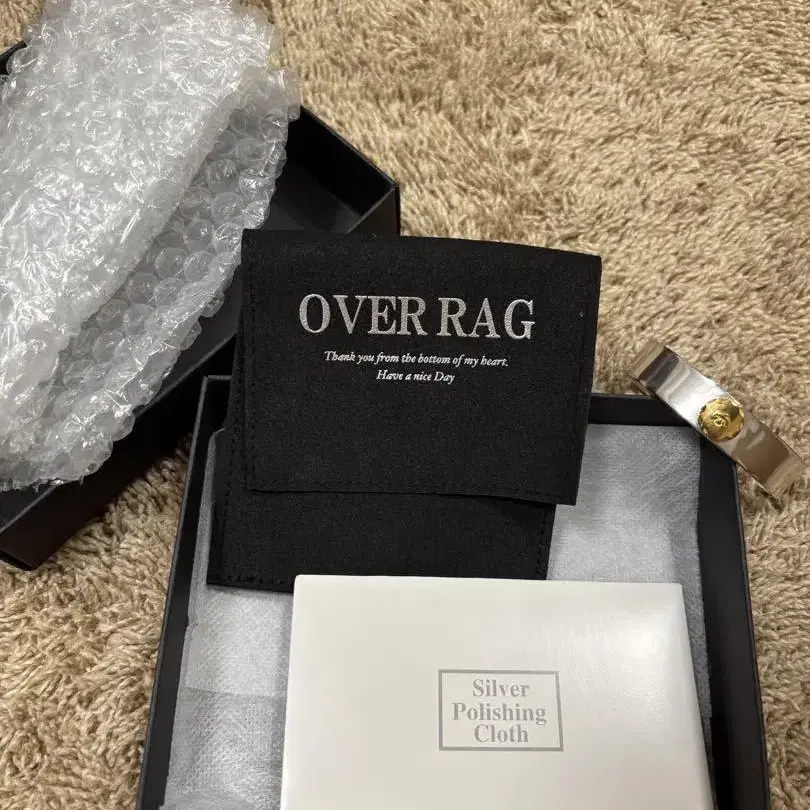 OVER RAG
Thank you from the bottom of my heart.
Have a nice Day
Silver
Polishing
Cloth